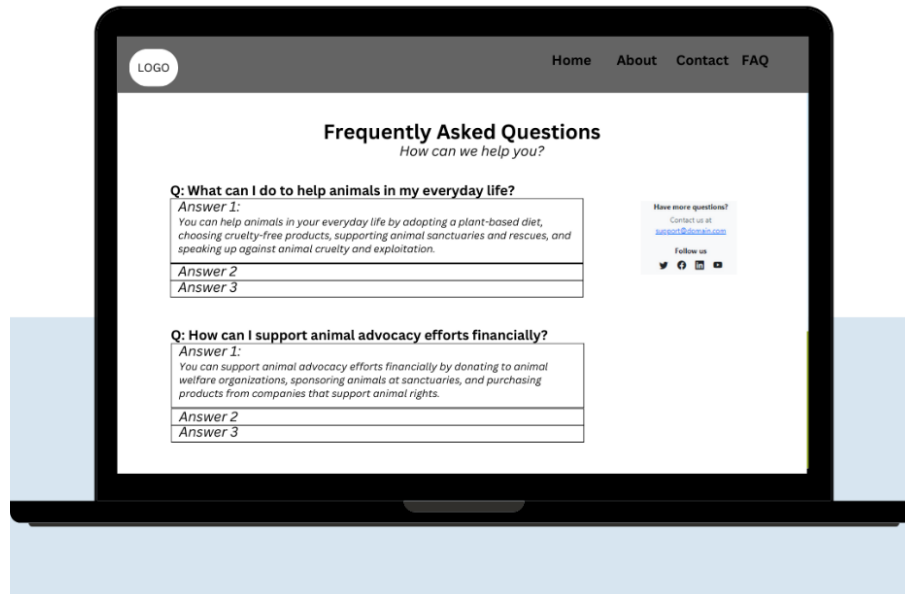 LOGO
Home About Contact FAQ
Frequently Asked Questions
How can we help you?
Q: What can I do to help animals in my everyday life?
Answer 1:
You can help animals in your everyday life by adopting a plant-based diet,
choosing cruelty-free products, supporting animal sanctuaries and rescues, and
speaking up against animal cruelty and exploitation.
Answer 2
Answer 3
Have more questions?
Contact us at
support@domain.com
Follow us
Q: How can I support animal advocacy efforts financially?
Answer 1:
You can support animal advocacy efforts financially by donating to animal
welfare organizations, sponsoring animals at sanctuaries, and purchasing
products from companies that support animal rights.
Answer 2
Answer 3